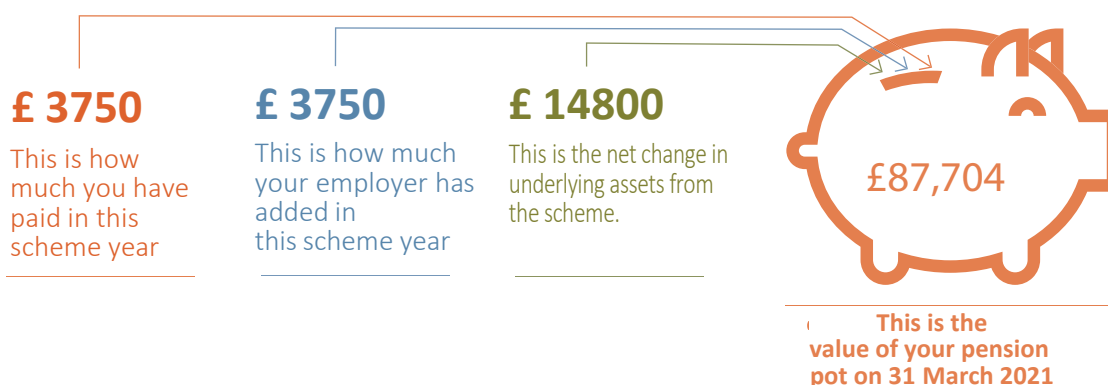 £ 3750
This is how
much you have
paid in this
scheme year
£ 3750
This is how much
your employer has
added in
this scheme year
£ 14800
This is the net change in
underlying assets from
the scheme.
£87,704
This is the
value of your pension
pot on 31 March 2021